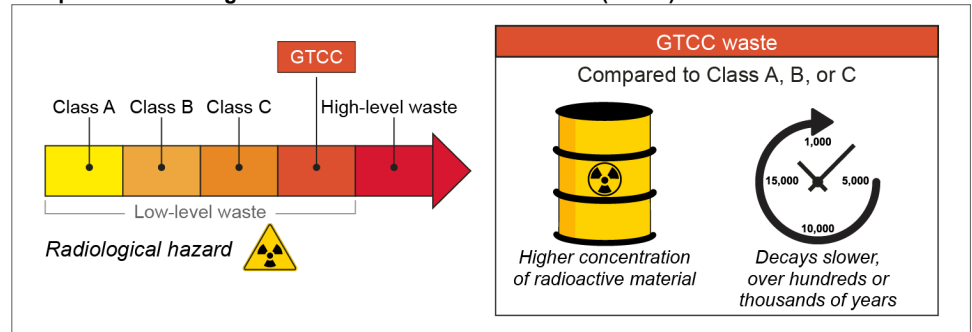 GTCC
Class A
Class B
Class C
High-level waste
Low-level waste
Radiological hazard
GTCC waste
Compared to Class A, B, or C
1,000
15,000
5,000
10,000
Higher concentration
of radioactive material
Decays slower,
over hundreds or
thousands of years